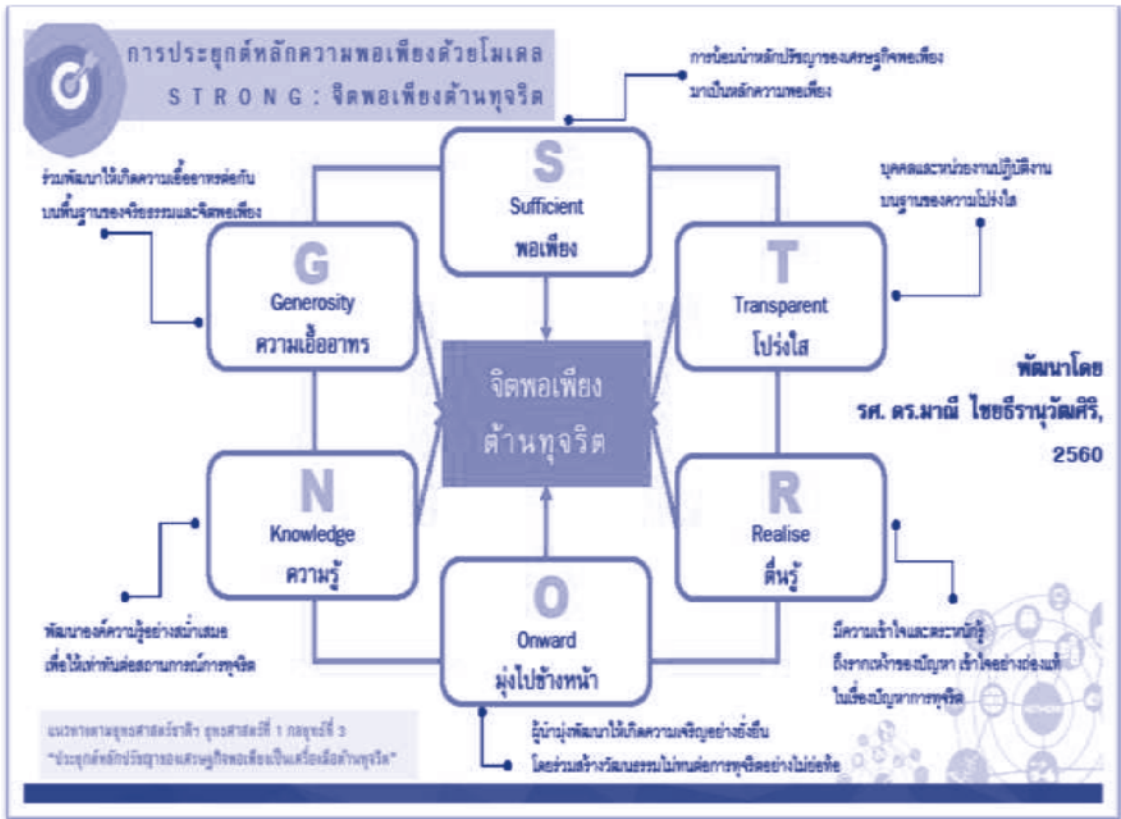 การประยุกต์หลักความพอเพียงด้วยโมเดล
STRONG : จิตพอเพียงต้านทุจริต
การน้อมนำหลักปรัชญาของเศรษฐกิจพอเพียง
มาเป็นหลักความพอเพียง
S
Sufficient
พอเพียง
บุคคลและหน่วยงานปฏิบัติงาน
บนฐานของความโปร่งใส
T
Transparent
โปร่งใส
ร่วมพัฒนาให้เกิดความเอื้ออาทรต่อกัน
บนพื้นฐานของจริยธรรมและจิตพอเพียง
G
Generosity
ความเอื้ออาทร
จิตพอเพียง
ต้านทุจริต
พัฒนาโดย
รศ. ดร.มาณี ไชยธีรานุวัฒศิริ,
2560
N
Knowledge
ความรู้
R
Realise
ตื่นรู้
O
Onward
มุ่งไปข้างหน้า
พัฒนาองค์ความรู้อย่างสม่ำเสมอ
เพื่อให้เท่าทันต่อสถานการณ์การทุจริต
มีความเข้าใจและตระหนักรู้
ถึงรากเหง้าของปัญหา เข้าใจอย่างถ่องแท้
ในเรื่องปัญหาการทุจริต
ผู้นำมุ่งพัฒนาให้เกิดความเจริญอย่างยั่งยืน
โดยร่วมสร้างวัฒนธรรมไม่ทนต่อการทุจริตอย่างไม่ย่อท้อ
แนวทางตามยุทธศาสตร์ชาติฯ ยุทธศาสตร์ที่ 1 กลยุทธ์ที่ 3
"ประยุกต์หลักปรัชญาของเศรษฐกิจพอเพียงเป็นเครื่องมือต้านทุจริต"
NETWORK